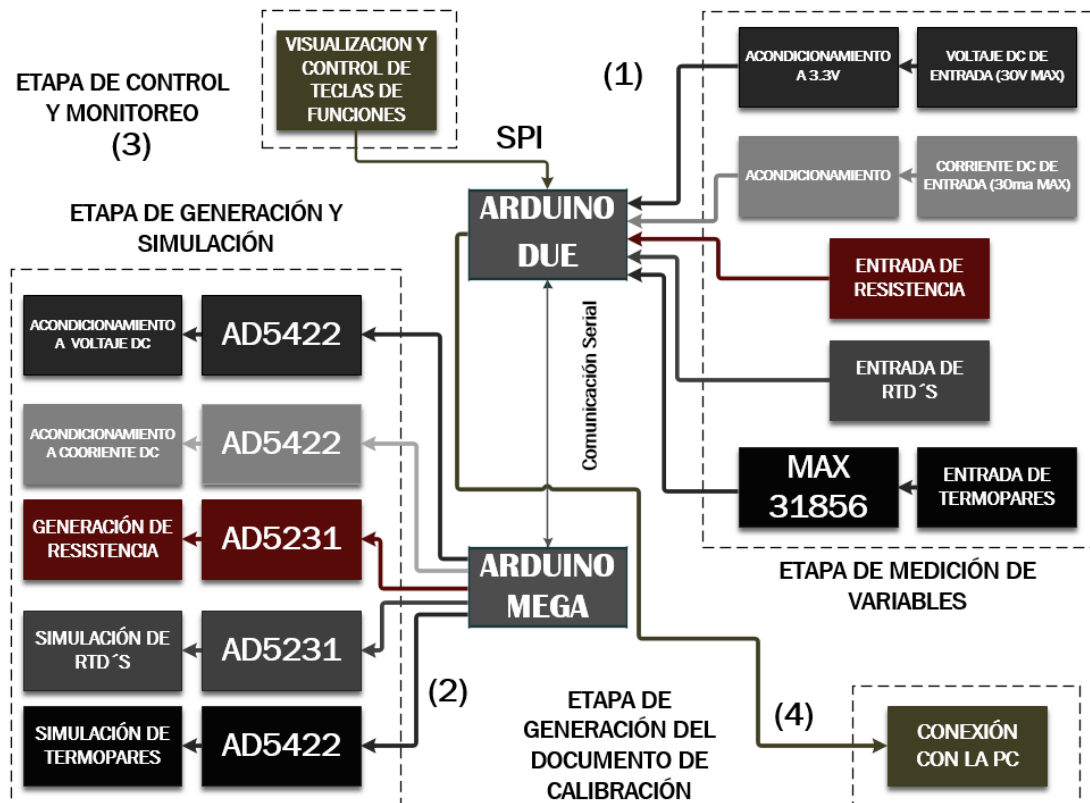 VISUALIZACION Y
CONTROL DE
TECLAS DE
FUNCIONES
ETAPA DE CONTROL
Y MONITOREO
(3)
SPI
(1)
ACONDICIONAMIENTO
A 3.3V
VOLTAJE DC DE
ENTRADA (30V MAX)
ACONDICIONAMIENTO
CORRIENTE DC DE
ENTRADA (30ma MAX)
ENTRADA DE
RESISTENCIA
ENTRADA DE
RTD´S
MAX
31856
ENTRADA DE
TERMOPARES
ETAPA DE MEDICIÓN DE
VARIABLES
ARDUINO
DUE
Comunicación Serial
ARDUINO
MEGA
ETAPA DE GENERACIÓN Y
SIMULACIÓN
ACONDICIONAMIENTO
A VOLTAJE DC
AD5422
ACONDICIONAMIENTO
A COORIENTE DC
AD5422
GENERACIÓN DE
RESISTENCIA
AD5231
SIMULACIÓN DE
RTD´S
AD5231
SIMULACIÓN DE
TERMOPARES
AD5422
(2)
ETAPA DE
GENERACIÓN DEL
DOCUMENTO DE
CALIBRACIÓN
(4)
CONEXIÓN
CON LA PC